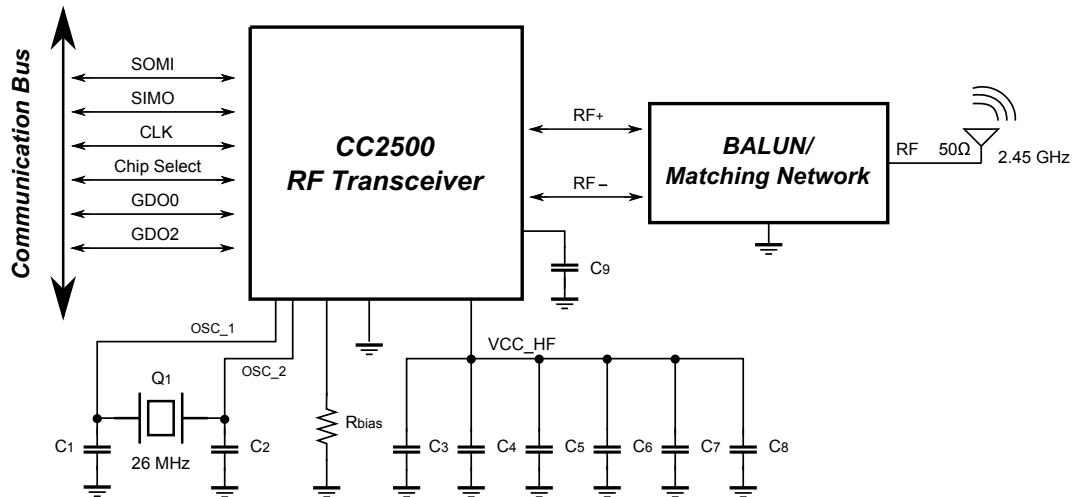 Communication Bus
SOMI
SIMO
CLK
Chip Select
GDO0
GDO2
CC2500
RF Transceiver
RF+
RF−
BALUN/
Matching Network
RF
50Ω
2.45 GHz
C9
OSC_1
OSC_2
VCC_HF
Q1
C1
C2
26 MHz
Rbias
C3
C4
C5
C6
C7
C8